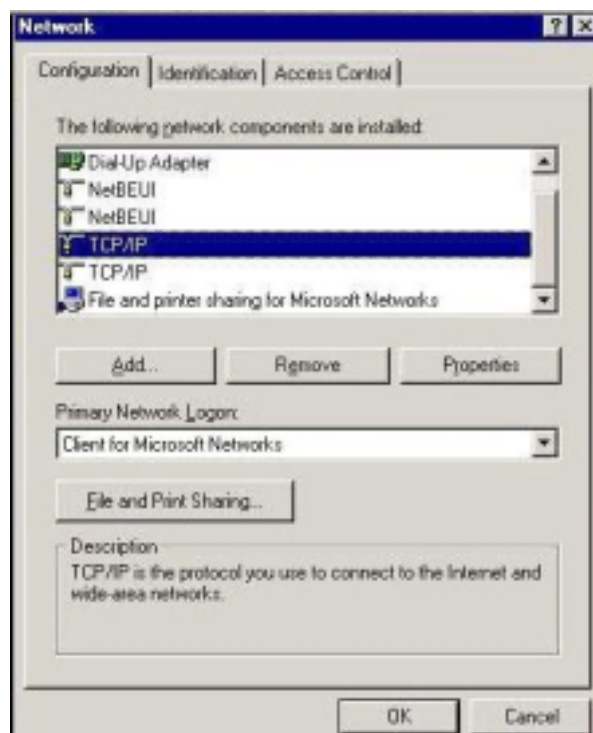 Network
Configuration Identification Access Control
The following network components are installed:
Dial-Up Adapter
NetBEUI
NetBEUI
TCP/IP
TCP/IP
File and printer sharing for Microsoft Networks
Add... Remove Properties
Primary Network Logon:
Client for Microsoft Networks
File and Print Sharing...
Description
TCP/IP is the protocol you use to connect to the Internet and
wide-area networks.
OK Cancel